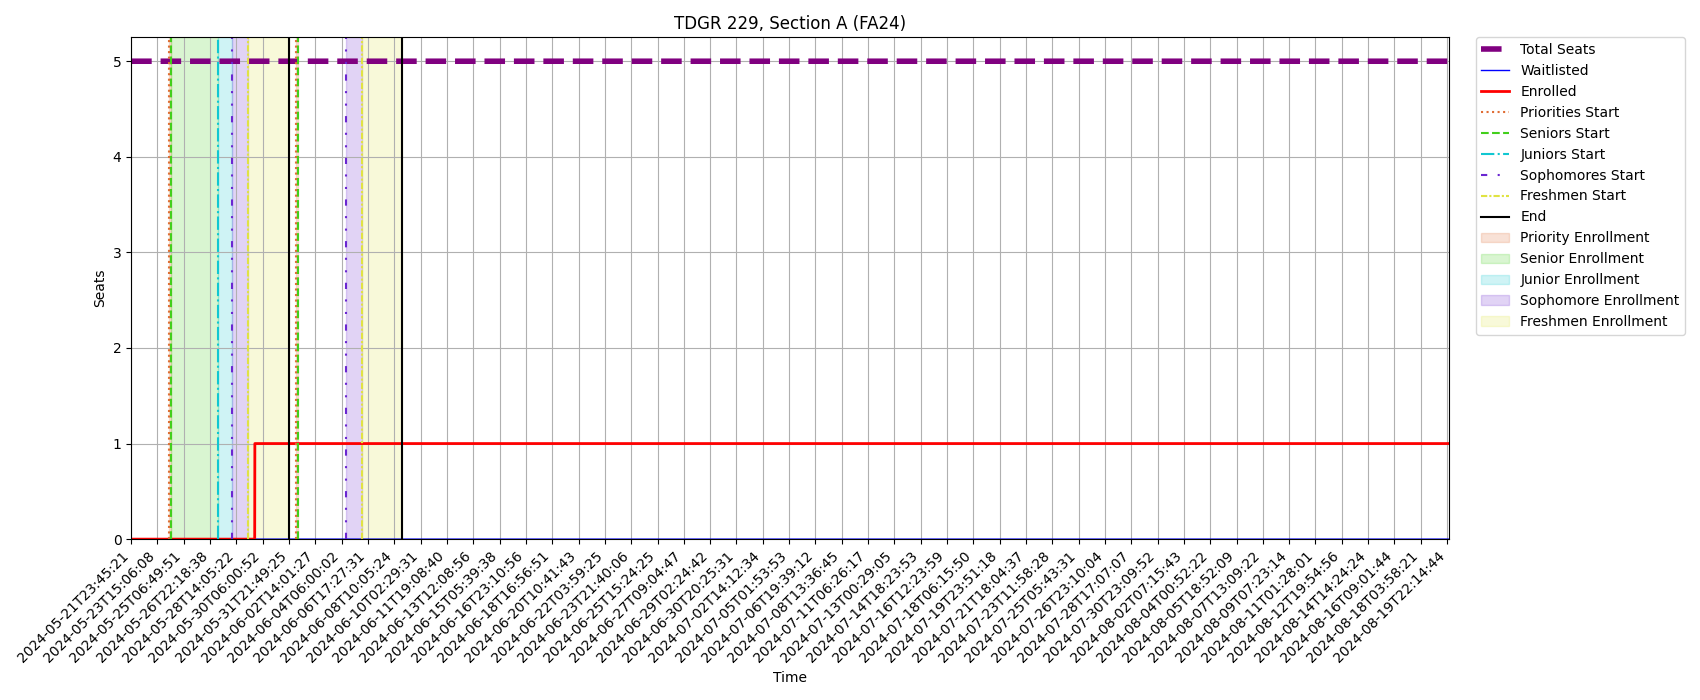 TDGR 229, Section A (FA24)
Total Seats
Waitlisted
Enrolled
Priorities Start
Seniors Start
Juniors Start
Sophomores Start
Freshmen Start
End
Priority Enrollment
Senior Enrollment
Junior Enrollment
Sophomore Enrollment
Freshmen Enrollment
Seats
5
4
3
2
1
0
2024-05-21T23:45:21
2024-05-23T15:06:08
2024-05-25T06:49:51
2024-05-26T22:18:38
2024-05-28T14:05:22
2024-05-30T06:00:52
2024-05-31T21:49:25
2024-06-02T14:01:27
2024-06-04T06:00:02
2024-06-06T17:27:31
2024-06-08T10:05:24
2024-06-10T02:29:31
2024-06-11T19:08:40
2024-06-13T12:08:56
2024-06-15T05:39:38
2024-06-16T23:10:56
2024-06-18T16:56:51
2024-06-20T10:41:43
2024-06-22T03:59:25
2024-06-23T21:40:06
2024-06-25T15:24:25
2024-06-27T09:04:47
2024-06-29T02:24:42
2024-06-30T20:25:31
2024-07-02T14:12:34
2024-07-05T01:53:53
2024-07-06T19:39:12
2024-07-08T13:36:45
2024-07-11T06:26:17
2024-07-13T00:29:05
2024-07-14T18:23:53
2024-07-16T12:23:59
2024-07-18T06:15:50
2024-07-19T23:51:18
2024-07-21T18:04:37
2024-07-23T11:58:28
2024-07-25T05:43:31
2024-07-26T23:10:04
2024-07-28T17:07:07
2024-07-30T23:09:52
2024-08-02T07:15:43
2024-08-04T00:52:22
2024-08-05T18:52:09
2024-08-07T13:09:22
2024-08-09T07:23:14
2024-08-11T01:28:01
2024-08-12T19:54:56
2024-08-14T14:24:24
2024-08-16T09:01:44
2024-08-18T03:58:21
2024-08-19T22:14:44
Time